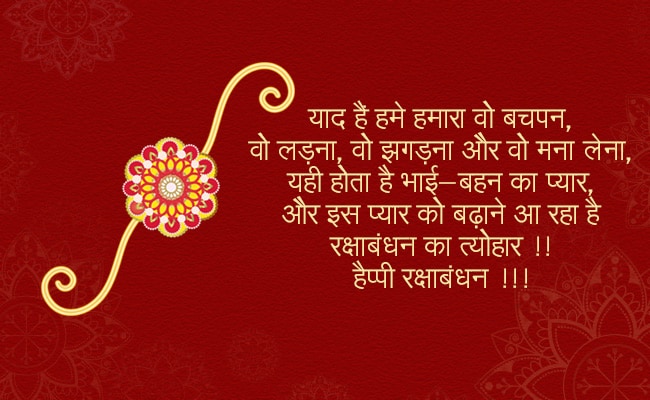 याद हैं हमे हमारा वो बचपन,
वो लड़ना, वो झगड़ना और वो मना लेना,
यही होता है भाई–बहन का प्यार,
और इस प्यार को बढ़ाने आ रहा है
रक्षाबंधन का त्योहार !!
हैप्पी रक्षाबंधन !!!